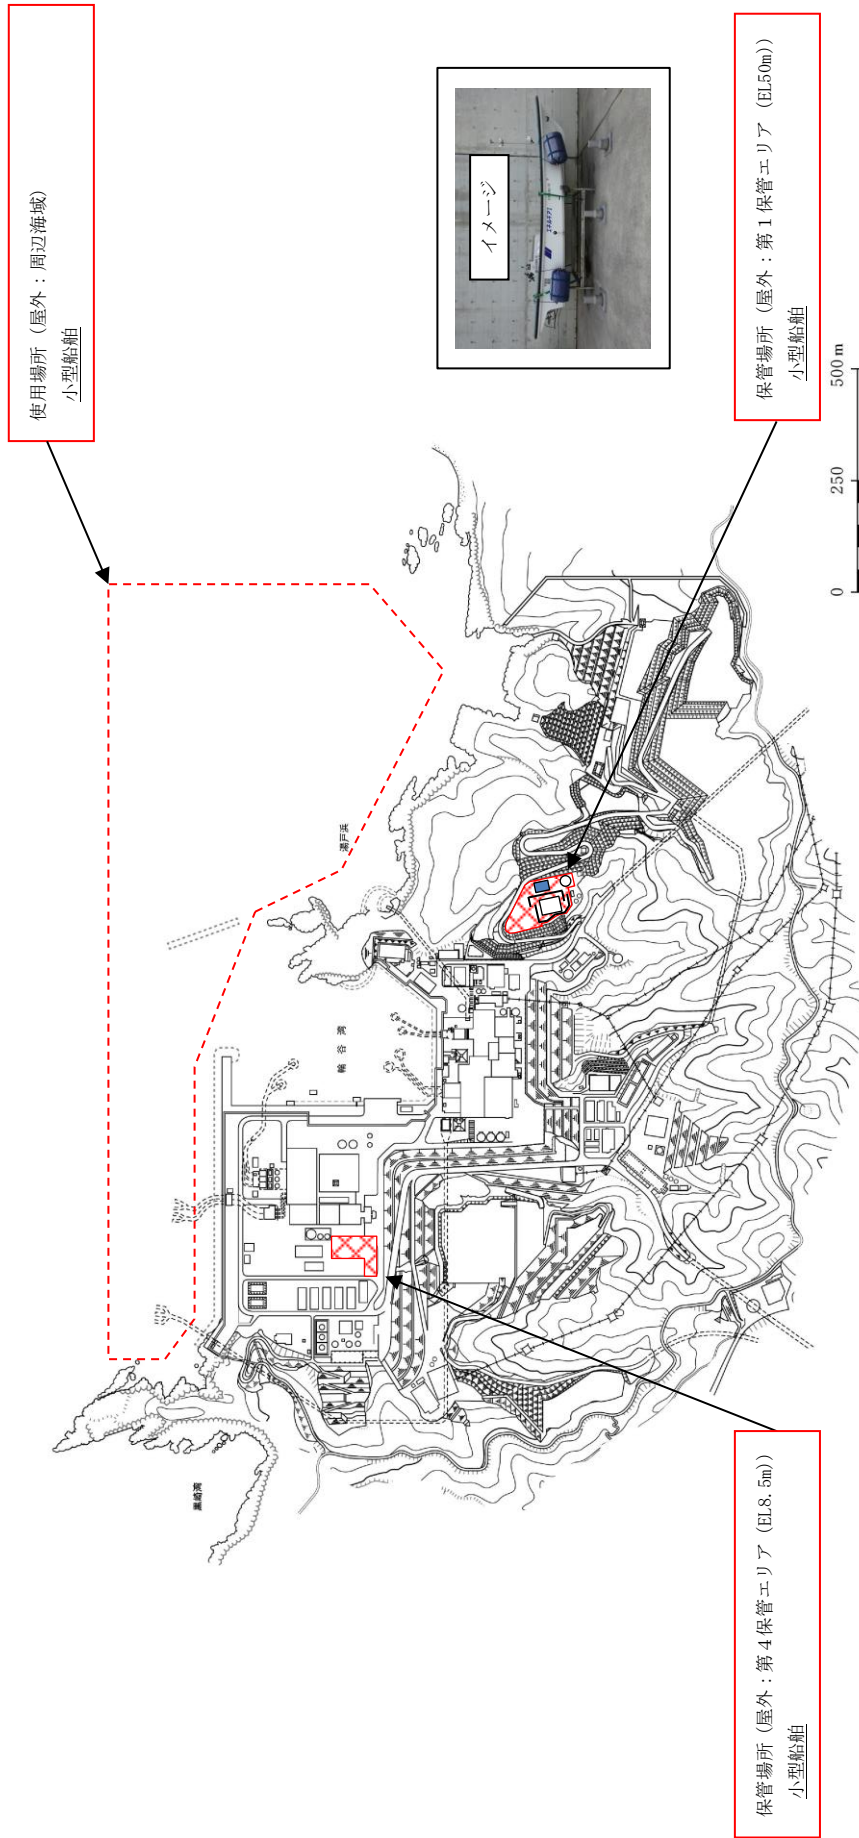 使用場所（屋外：周辺海域）
小型船舶
イメージ
保管場所（屋外：第１保管エリア（EL50m））
小型船舶
湯戸浜
輪谷湾
保管場所（屋外：第４保管エリア（EL8.5m））
小型船舶
0 250 500m